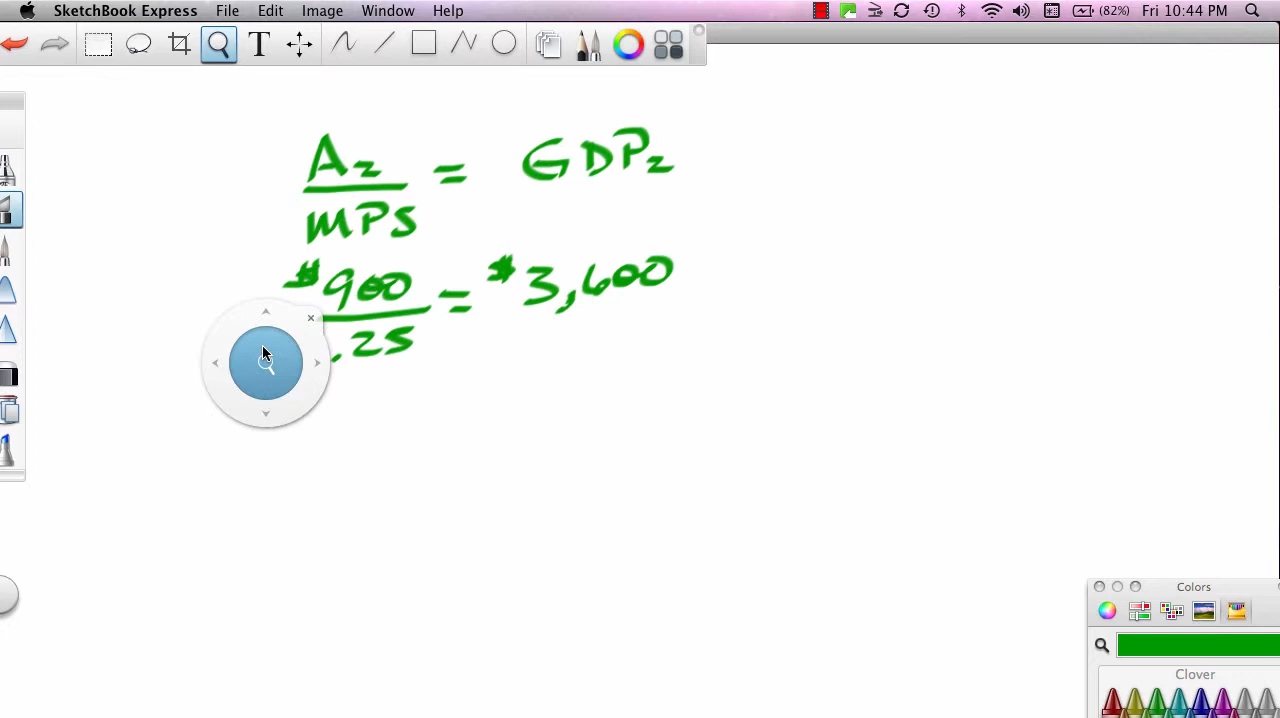 SketchBook Express File Edit Image Window Help (82%) Fri 10:44 PM
T
A2 = GDP2
MPS
$900 = $3,600
.25
×
Colors
Clover